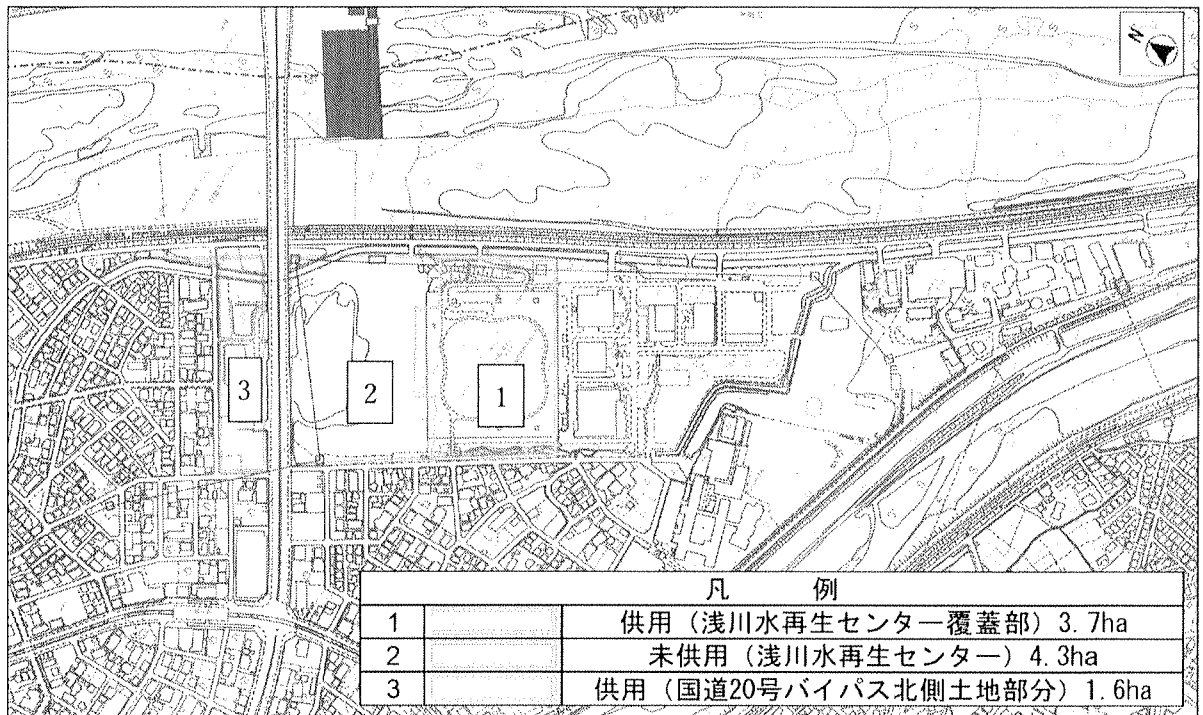 N
3
2
1
凡 例
1 供用（浅川水再生センター覆蓋部）3.7ha
2 未供用（浅川水再生センター）4.3ha
3 供用（国道20号バイパス北側土地部分）1.6ha